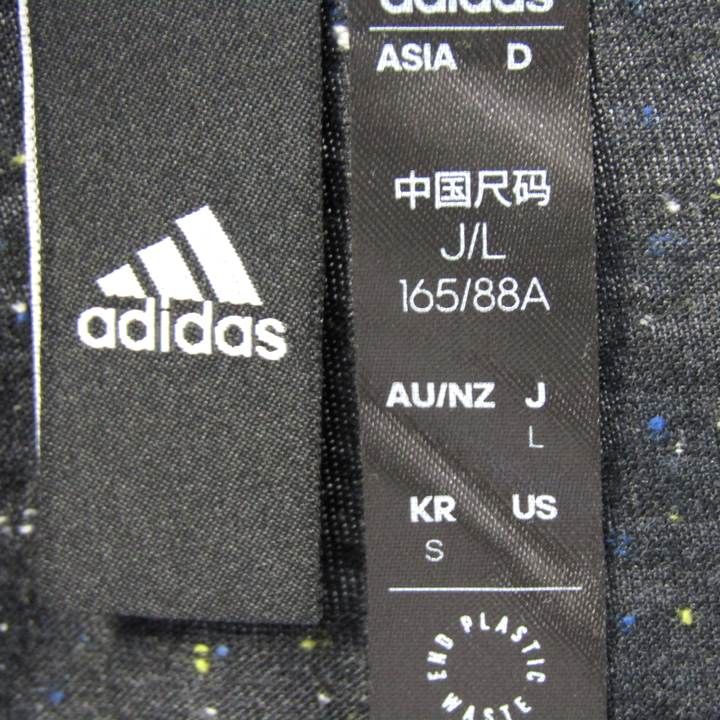 adidas
adidas
ASIA D
中国尺码
J/L
165/88A
AU/NZ J
L
KR US
S
END PLASTIC WASTE